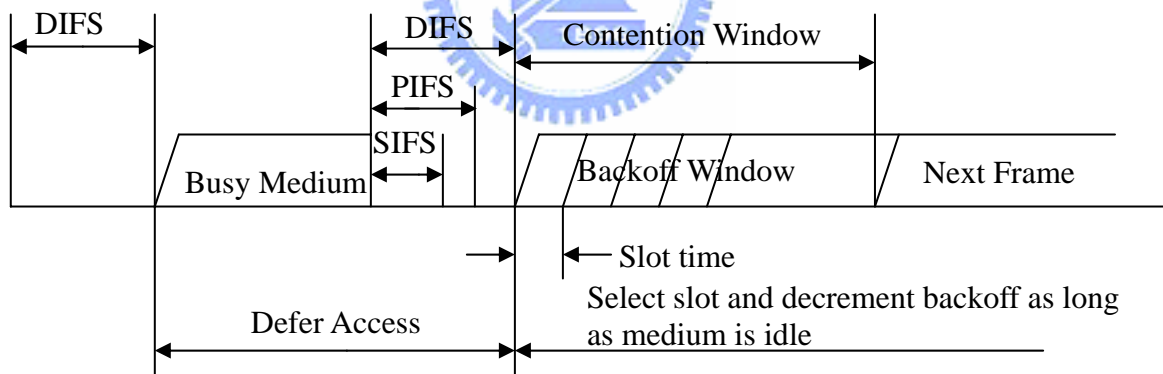 DIFS
DIFS
Contention Window
PIFS
SIFS
Busy Medium
Backoff Window
Next Frame
Slot time
Select slot and decrement backoff as long
as medium is idle
Defer Access